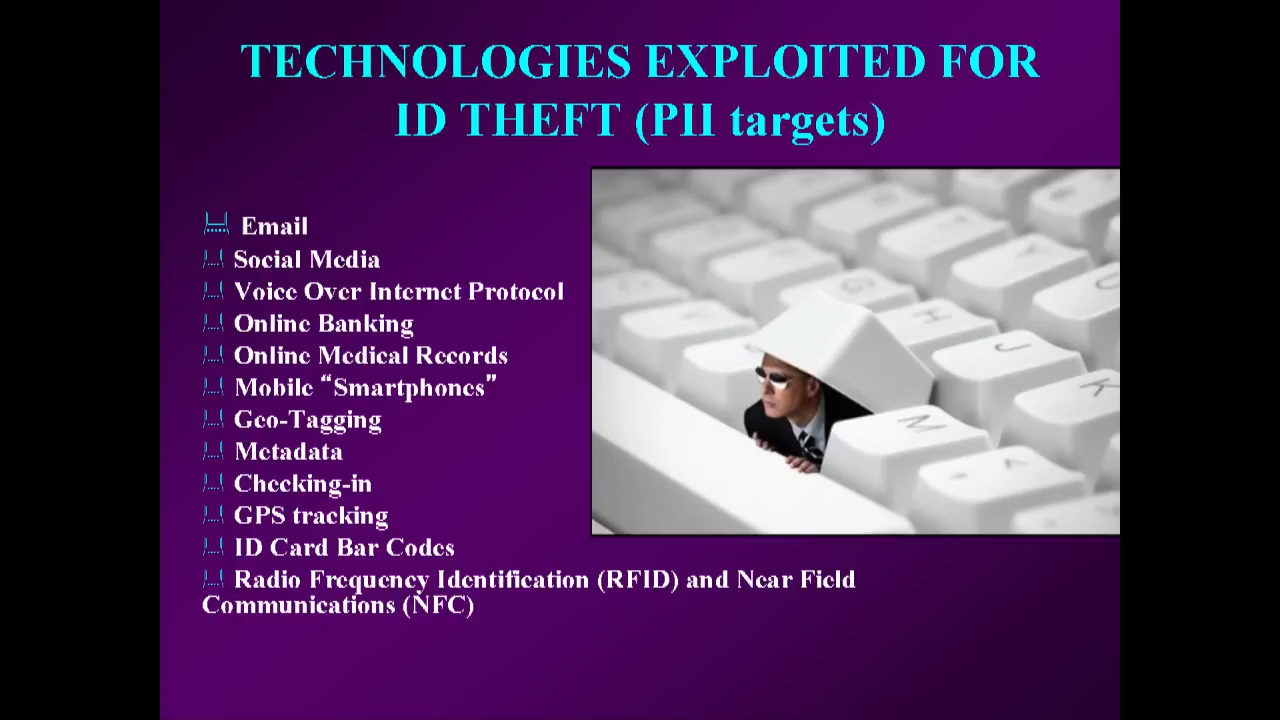 TECHNOLOGIES EXPLOITED FOR
ID THEFT (PII targets)
Email
Social Media
Voice Over Internet Protocol
Online Banking
Online Medical Records
Mobile “Smartphones”
Geo-Tagging
Metadata
Checking-in
GPS tracking
ID Card Bar Codes
Radio Frequency Identification (RFID) and Near Field
Communications (NFC)
G
H
J
K
M